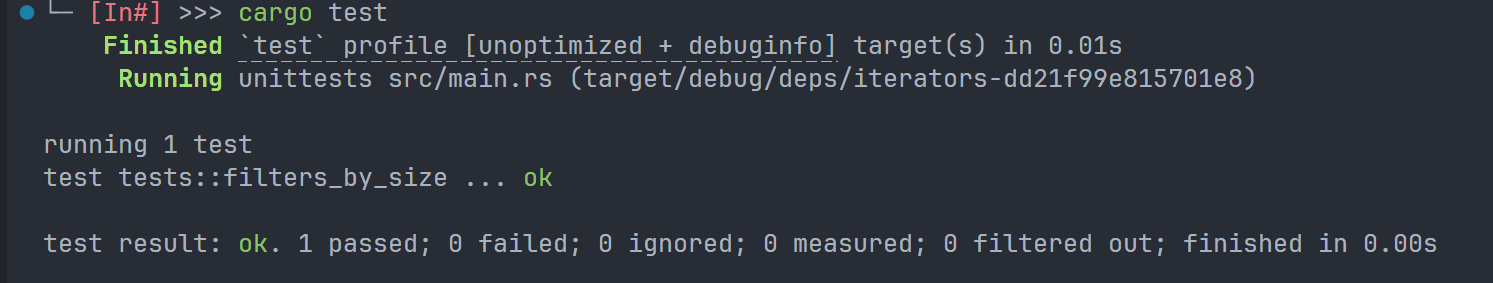 └─ [In#] >>> cargo test
Finished `test` profile [unoptimized + debuginfo] target(s) in 0.01s
Running unittests src/main.rs (target/debug/deps/iterators-dd21f99e815701e8)
running 1 test
test tests::filters_by_size ... ok
test result: ok. 1 passed; 0 failed; 0 ignored; 0 measured; 0 filtered out; finished in 0.00s